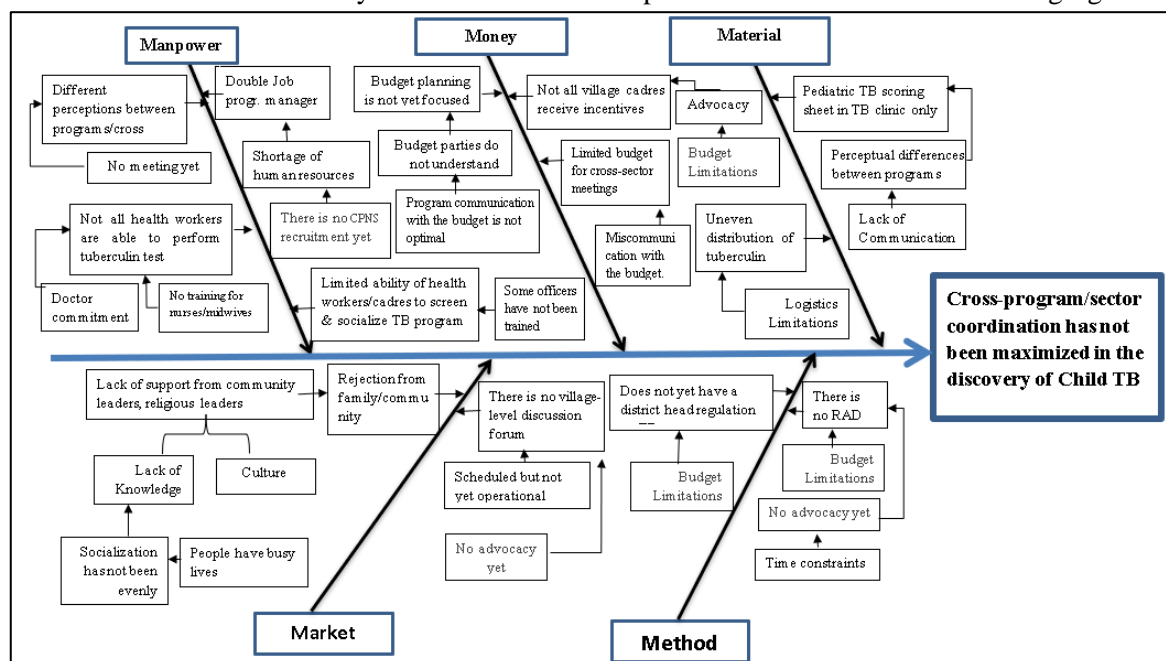 Manpower
Money
Material
Different
perceptions between
programs/cross
No meeting yet
Double Job
progr. manager
Shortage of
human resources
There is no CPNS
recruitment yet
Not all health workers
are able to perform
tuberculin test
Doctor
commitment
No training for
nurses/midwives
Limited ability of health
workers/cadres to screen
& socialize TB program
Some officers
have not been
trained
Budget planning
is not yet focused
Budget parties do
not understand
Program communication
with the budget is not
optimal
Not all village cadres
receive incentives
Advocacy
Budget
Limitations
Limited budget
for cross-sector
meetings
Miscommuni
cation with
the budget.
Pediatric TB scoring
sheet in TB clinic only
Perceptual differences
between programs
Lack of
Communication
Uneven
distribution of
tuberculin
Logistics
Limitations
Cross-program/sector
coordination has not
been maximized in the
discovery of Child TB
Lack of support from community
leaders, religious leaders
Rejection from
family/commu
nity
Lack of
Knowledge
Culture
Socialization
has not been
evenly
People have busy
lives
There is no village-
level discussion
forum
Scheduled but not
yet operational
No advocacy
yet
Does not yet have a
district head regulation
Budget
Limitations
There is
no RAD
Budget
Limitations
No advocacy yet
Time constraints
Market
Method